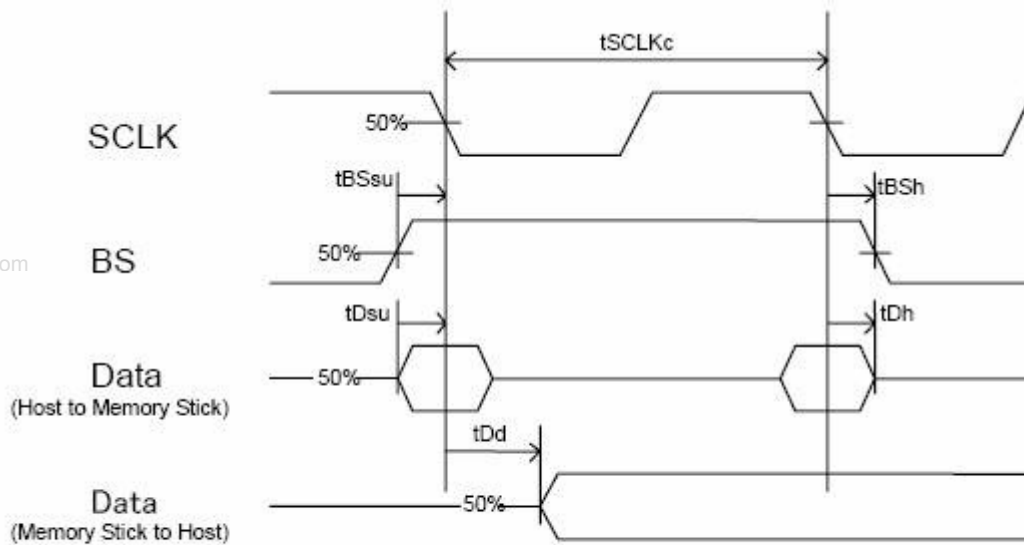 tSCLKc
SCLK
50%
tBSsu
tBSh
om
BS
50%
tDsu
tDh
Data
50%
(Host to Memory Stick)
tDd
Data
50%
(Memory Stick to Host)